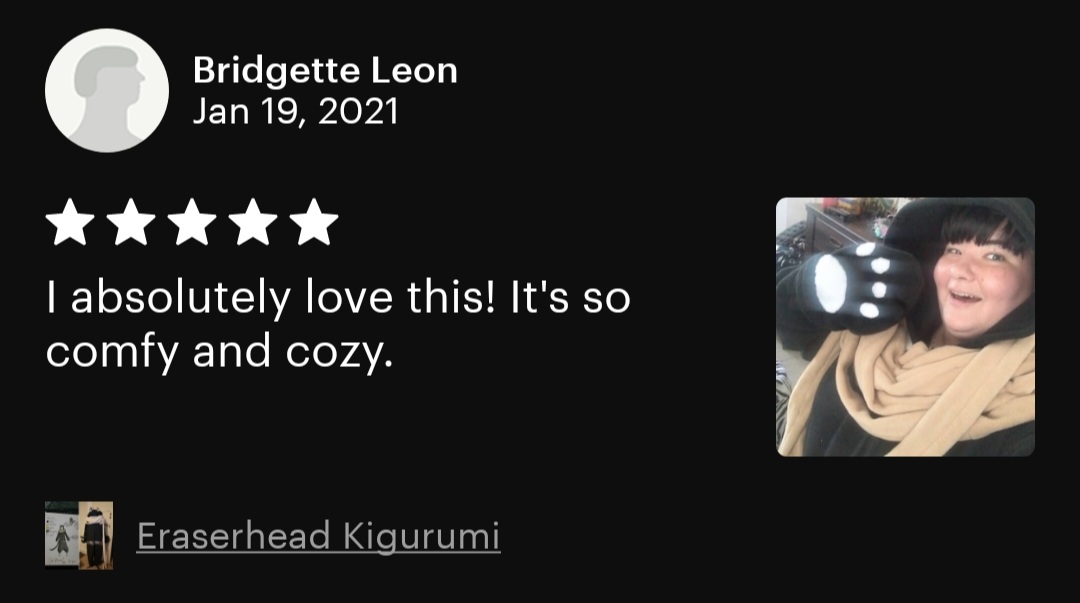 Bridgette Leon
Jan 19, 2021
I absolutely love this! It's so
comfy and cozy.
Eraserhead Kigurumi